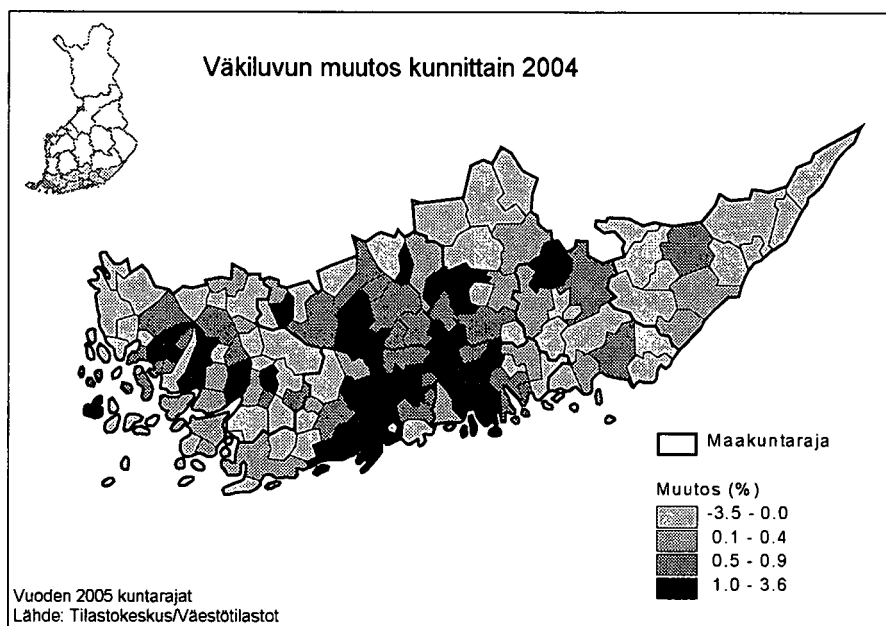 Väkiluvun muutos kunnittain 2004
Maakuntaraja
Muutos (%)
-3.5 - 0.0
0.1 - 0.4
0.5 - 0.9
1.0 - 3.6
Vuoden 2005 kuntarajat
Lähde: Tilastokeskus/Väestötilastot